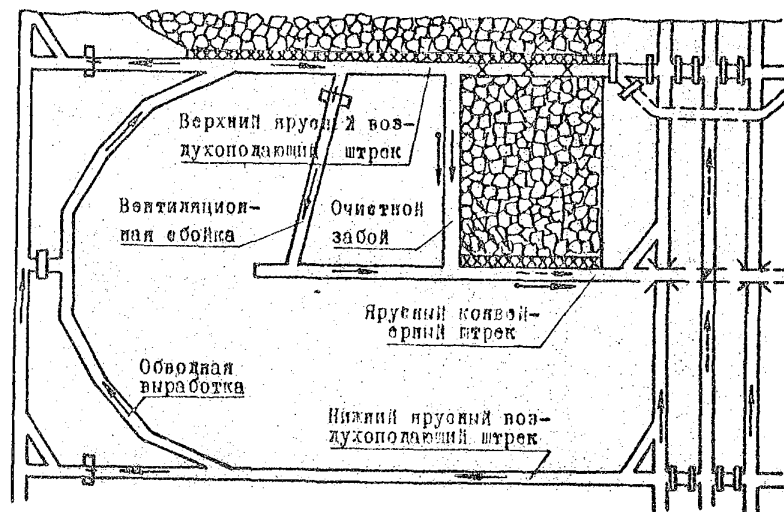 Верхний ярусный воз-
духоподающий штрек
Вентиляцион-
ная сбойка
Очистной
забой
Ярусный конвей-
ерный штрек
Обводная
выработка
Нижний ярусный воз-
духоподающий штрек